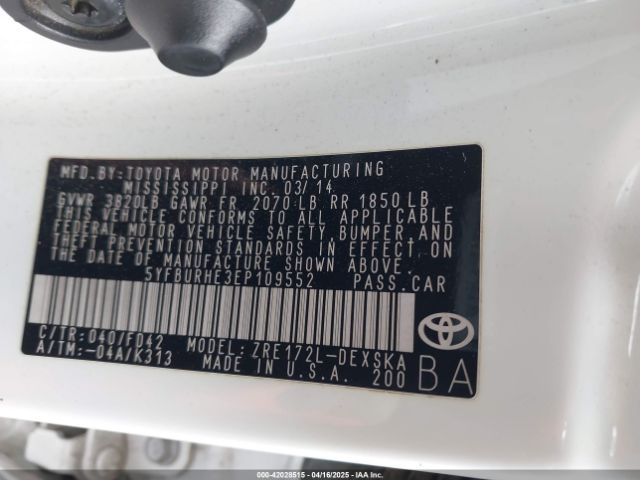 MFD. BY: TOYOTA MOTOR MANUFACTURING
MISSISSIPPI INC. 03/14
GVWR 3820LB GAWR FR 2070 LB RR 1850 LB
THIS VEHICLE CONFORMS TO ALL APPLICABLE
FEDERAL MOTOR VEHICLE SAFETY, BUMPER, AND
THEFT PREVENTION STANDARDS IN EFFECT ON THE
DATE OF MANUFACTURE SHOWN ABOVE.
5YFBURHE3EP109552 PASS. CAR
C/TR: 040/FD42 MODEL: ZRE172L-DEXSKA
A/TM: -04A/K313 MADE IN U.S.A. 200 BA
000-42028515 - 04/16/2025 - IAA Inc.